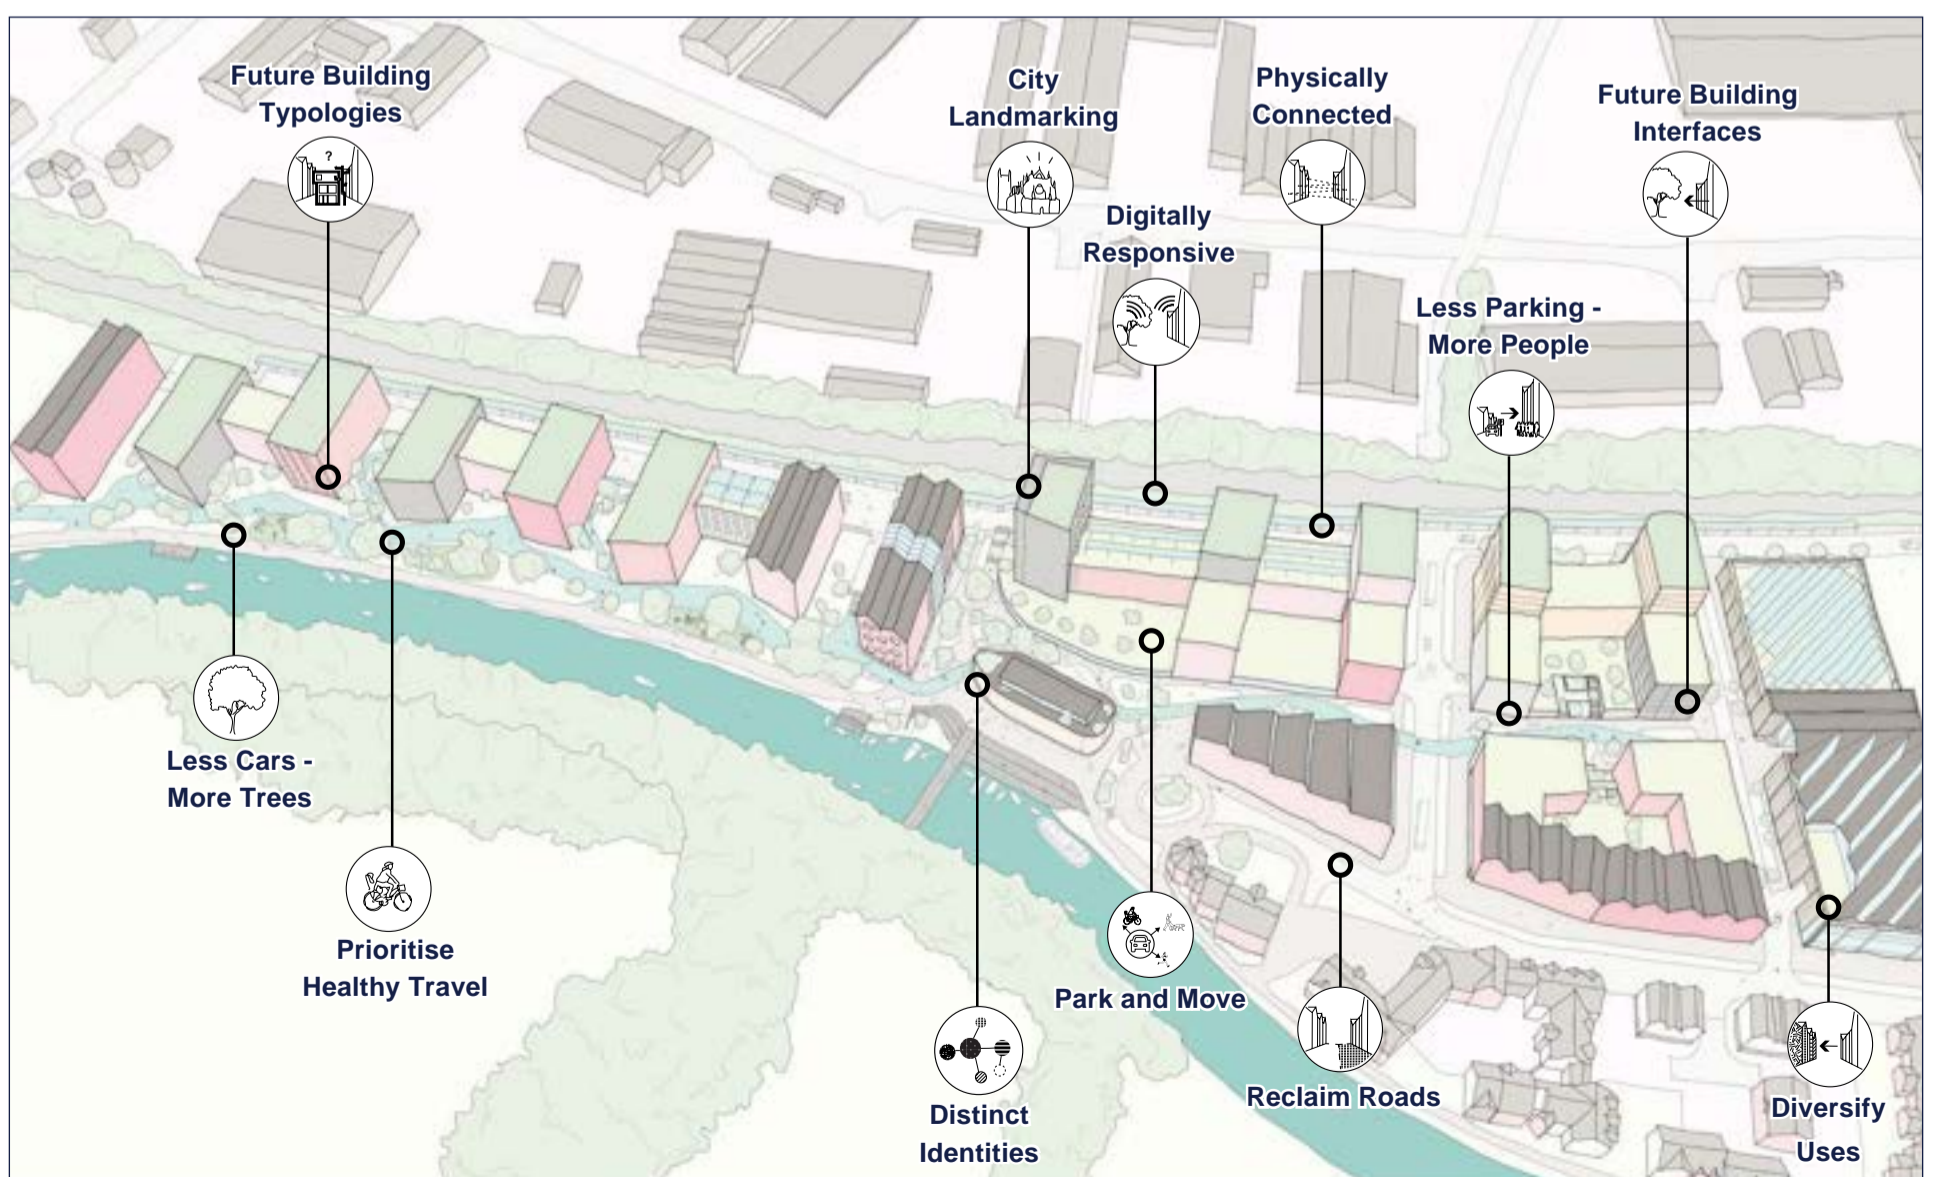 Future Building
Typologies
?
City
Landmarking
Physically
Connected
Future Building
Interfaces
Digitally
Responsive
Less Parking -
More People
Less Cars -
More Trees
Prioritise
Healthy Travel
Distinct
Identities
Park and Move
Reclaim Roads
Diversify
Uses